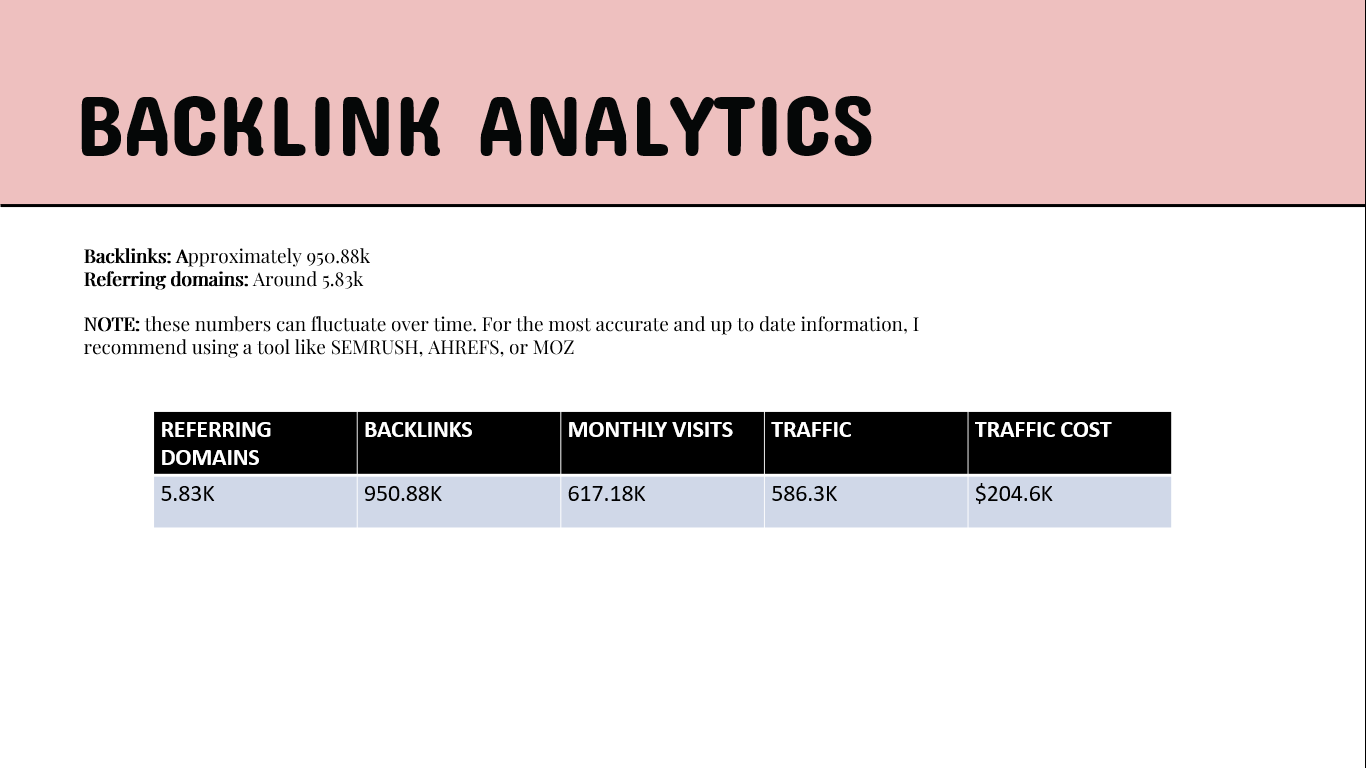 BACKLINK ANALYTICS
Backlinks: Approximately 950.88k
Referring domains: Around 5.83k
NOTE: these numbers can fluctuate over time. For the most accurate and up to date information, I
recommend using a tool like SEMRUSH, AHREFS, or MOZ
REFERRING DOMAINS BACKLINKS MONTHLY VISITS TRAFFIC TRAFFIC COST
5.83K 950.88K 617.18K 586.3K $204.6K